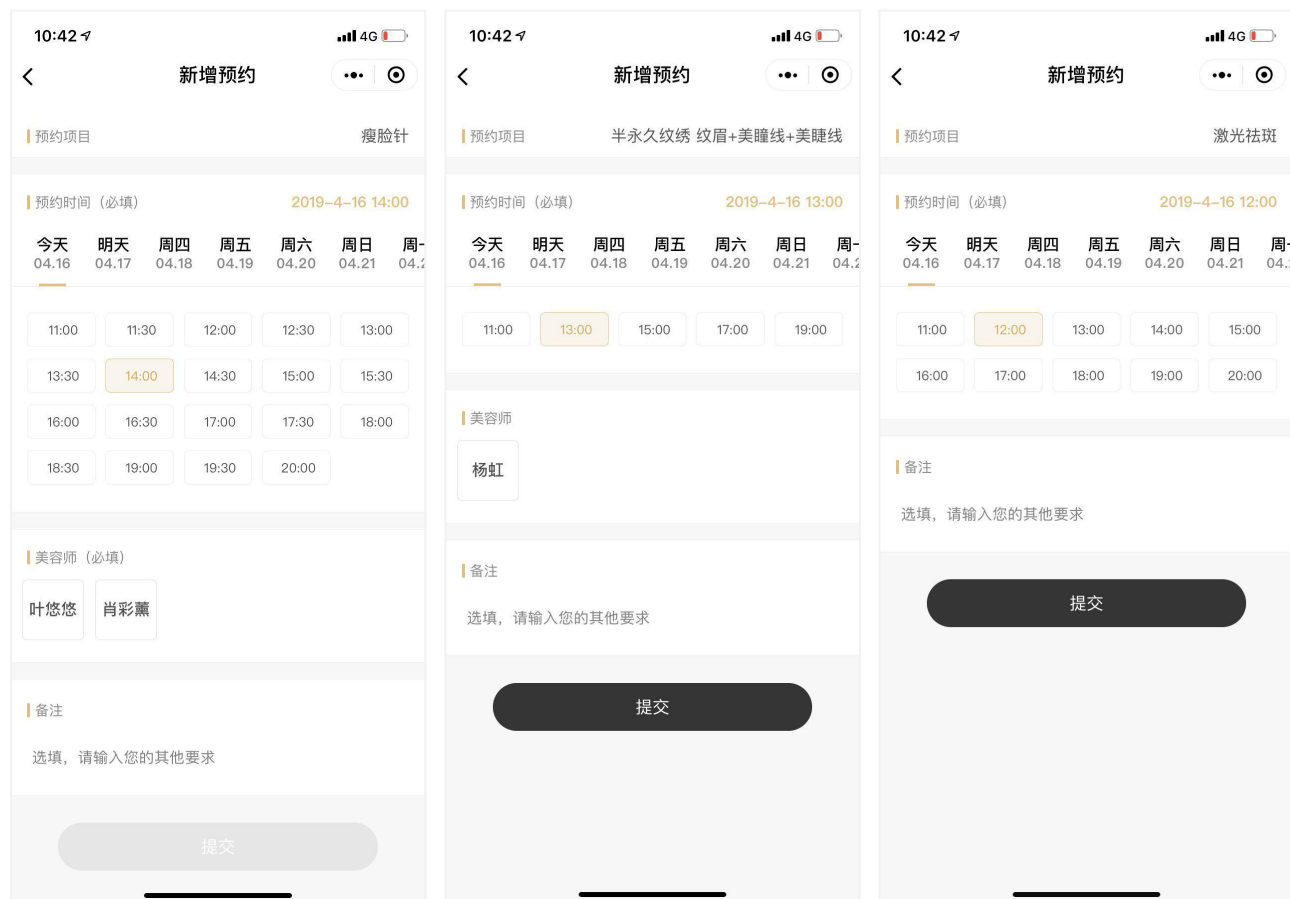 10:42
4G
新增预约
预约项目
瘦脸针
预约时间（必填）
2019-4-16 14:00
今天 明天 周四 周五 周六 周日 周一
04.16 04.17 04.18 04.19 04.20 04.21 04.2
11:00 11:30 12:00 12:30 13:00
13:30 14:00 14:30 15:00 15:30
16:00 16:30 17:00 17:30 18:00
18:30 19:00 19:30 20:00
美容师（必填）
叶悠悠 肖彩薰
备注
选填，请输入您的其他要求
提交
10:42
4G
新增预约
预约项目
半永久纹绣 纹眉+美瞳线+美睫线
预约时间（必填）
2019-4-16 13:00
今天 明天 周四 周五 周六 周日 周一
04.16 04.17 04.18 04.19 04.20 04.21 04.2
11:00 13:00 15:00 17:00 19:00
美容师
杨虹
备注
选填，请输入您的其他要求
提交
10:42
4G
新增预约
预约项目
激光祛斑
预约时间（必填）
2019-4-16 12:00
今天 明天 周四 周五 周六 周日 周
04.16 04.17 04.18 04.19 04.20 04.21 04.
11:00 12:00 13:00 14:00 15:00
16:00 17:00 18:00 19:00 20:00
备注
选填，请输入您的其他要求
提交